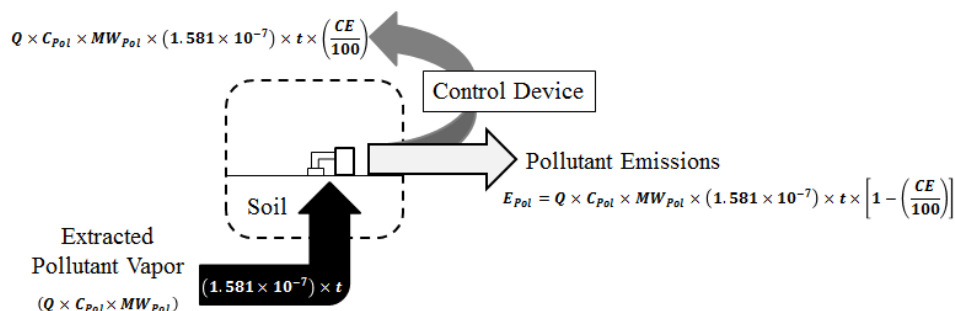 Q × C_Pol × MW_Pol × (1.581 × 10⁻⁷) × t × (CE/100)
Control Device
Pollutant Emissions
E_Pol = Q × C_Pol × MW_Pol × (1.581 × 10⁻⁷) × t × [1 − (CE/100)]
Soil
Extracted
Pollutant Vapor
(1.581 × 10⁻⁷) × t
(Q × C_Pol × MW_Pol)